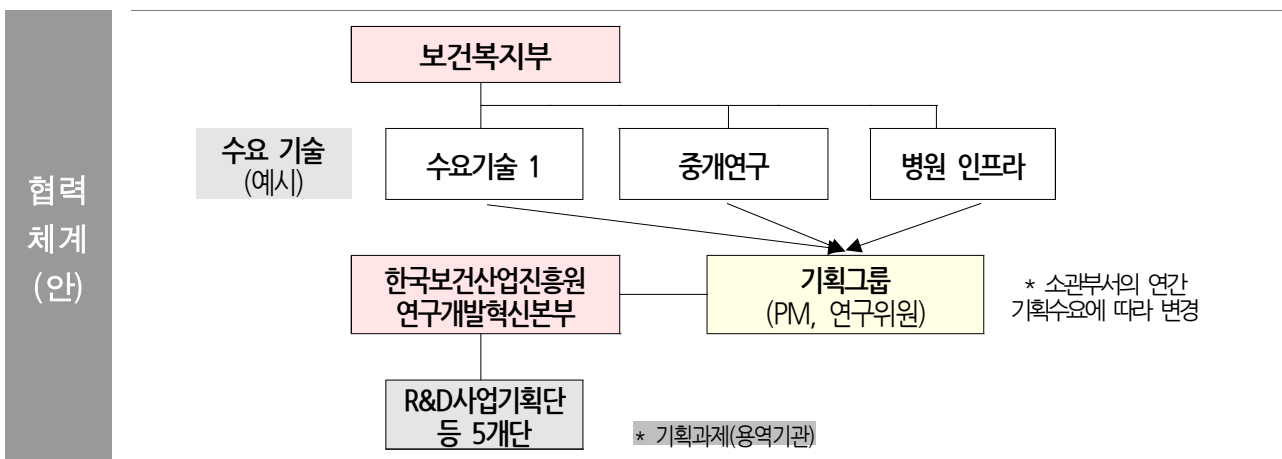 협력
체계
(안)
보건복지부
수요 기술
(예시)
수요기술 1
중개연구
병원 인프라
한국보건산업진흥원
연구개발혁신본부
기획그룹
(PM, 연구위원)
* 소관부서의 연간
기획수요에 따라 변경
R&D사업기획단
등 5개단
* 기획과제(용역기관)